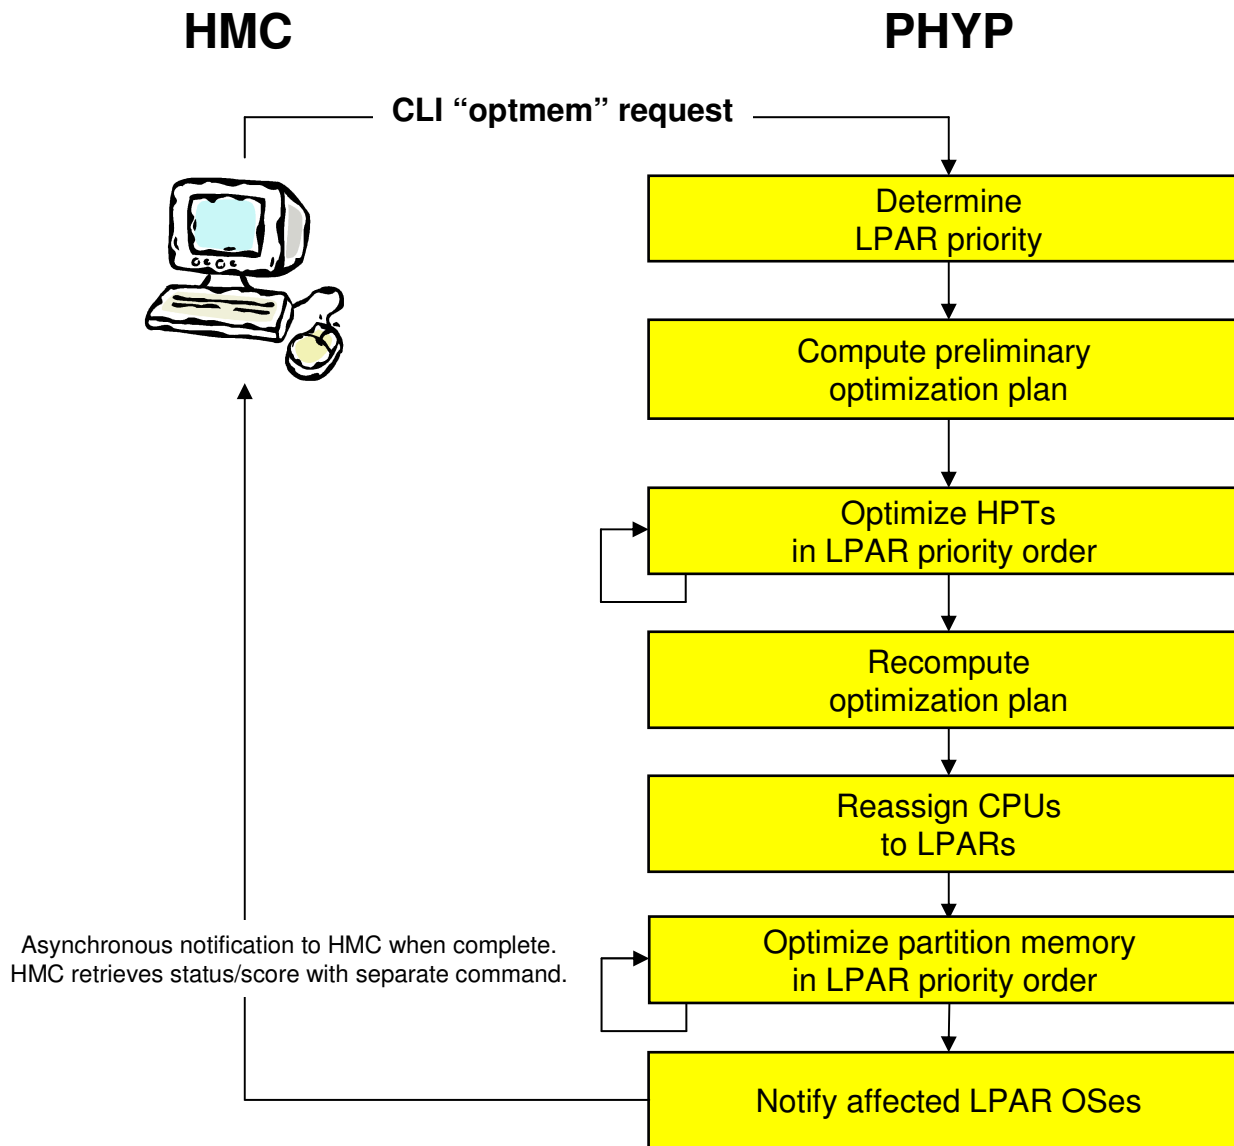 HMC
PHYP
CLI “optmem” request
Determine
LPAR priority
Compute preliminary
optimization plan
Optimize HPTs
in LPAR priority order
Recompute
optimization plan
Reassign CPUs
to LPARs
Asynchronous notification to HMC when complete.
HMC retrieves status/score with separate command.
Optimize partition memory
in LPAR priority order
Notify affected LPAR OSes